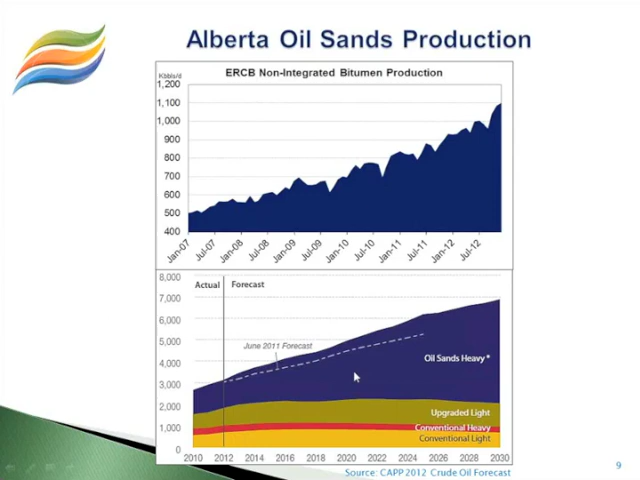 Alberta Oil Sands Production
ERCB Non-Integrated Bitumen Production
Kbbls/d
1,200
1,100
1,000
900
800
700
600
500
400
Jan-07
Jul-07
Jan-08
Jul-08
Jan-09
Jul-09
Jan-10
Jul-10
Jan-11
Jul-11
Jan-12
Jul-12
8,000
7,000
6,000
5,000
4,000
3,000
2,000
1,000
0
Actual
Forecast
June 2011 Forecast
Oil Sands Heavy*
Upgraded Light
Conventional Heavy
Conventional Light
2010 2012 2014 2016 2018 2020 2022 2024 2026 2028 2030
Source: CAPP 2012 Crude Oil Forecast
9